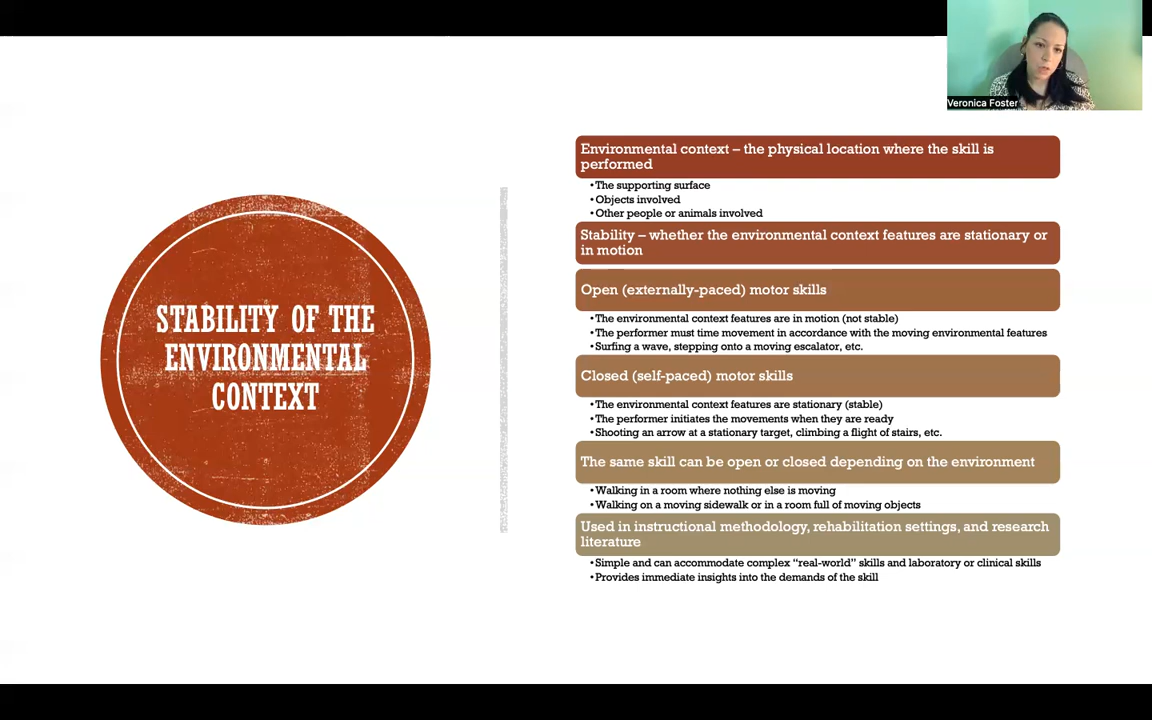 Veronica Foster
STABILITY OF THE
ENVIRONMENTAL
CONTEXT
Environmental context – the physical location where the skill is
performed
•The supporting surface
•Objects involved
•Other people or animals involved
Stability – whether the environmental context features are stationary or
in motion
Open (externally-paced) motor skills
•The environmental context features are in motion (not stable)
•The performer must time movement in accordance with the moving environmental features
•Surfing a wave, stepping onto a moving escalator, etc.
Closed (self-paced) motor skills
•The environmental context features are stationary (stable)
•The performer initiates the movements when they are ready
•Shooting an arrow at a stationary target, climbing a flight of stairs, etc.
The same skill can be open or closed depending on the environment
•Walking in a room where nothing else is moving
•Walking on a moving sidewalk or in a room full of moving objects
Used in instructional methodology, rehabilitation settings, and research
literature
•Simple and can accommodate complex “real-world” skills and laboratory or clinical skills
•Provides immediate insights into the demands of the skill